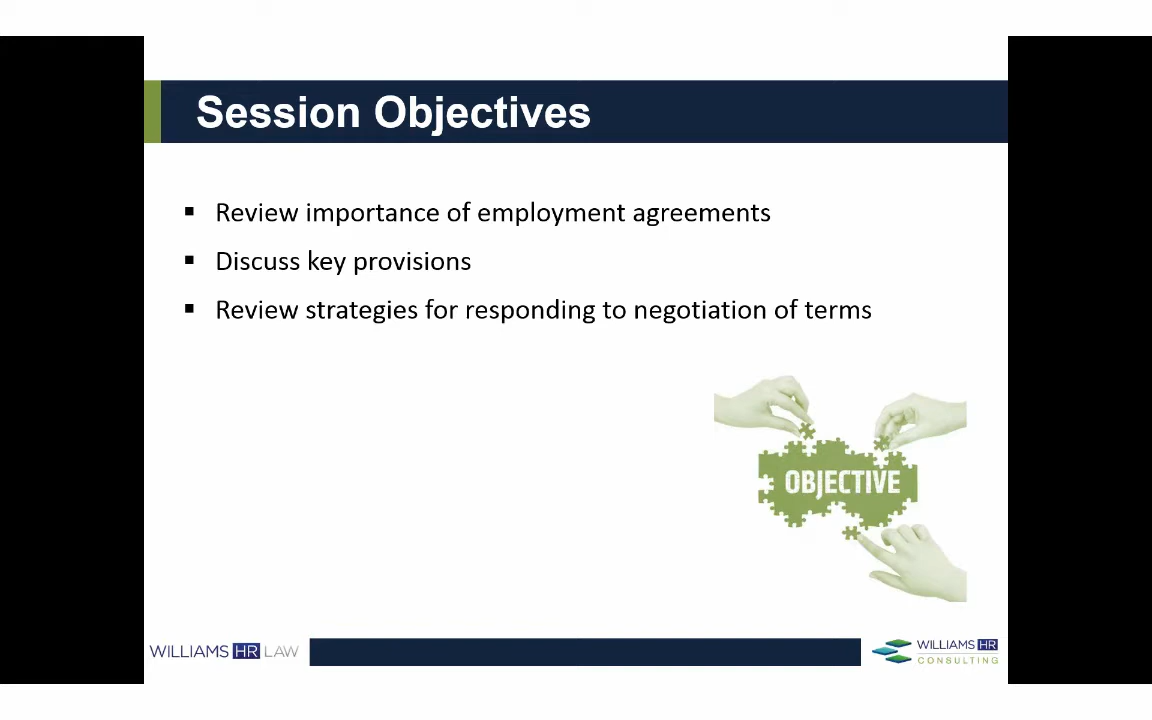 Session Objectives
▪ Review importance of employment agreements
▪ Discuss key provisions
▪ Review strategies for responding to negotiation of terms
OBJECTIVE
WILLIAMS HR LAW
WILLIAMS HR
CONSULTING